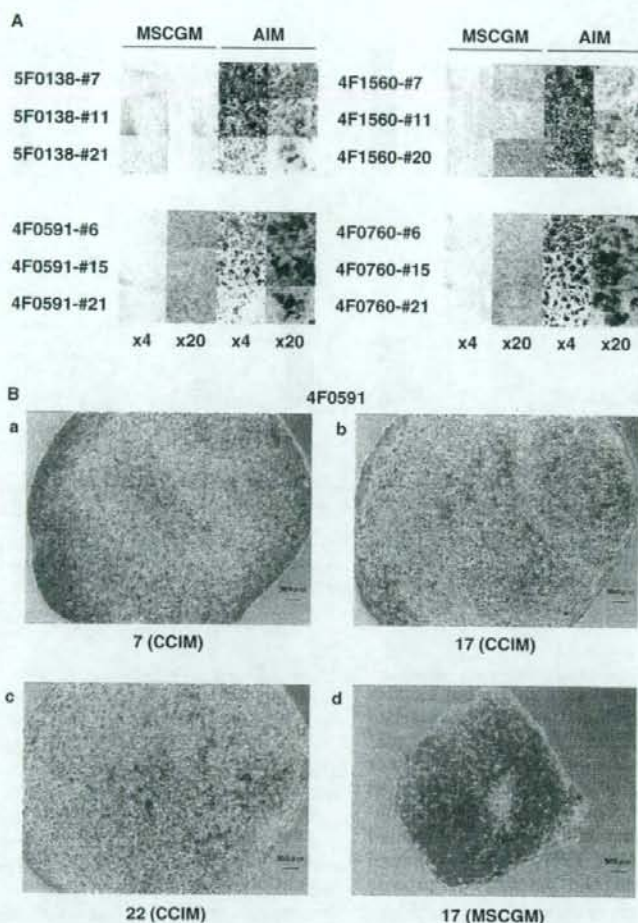 A
MSCGM AIM
5F0138-#7
5F0138-#11
5F0138-#21
MSCGM AIM
4F1560-#7
4F1560-#11
4F1560-#20
4F0591-#6
4F0591-#15
4F0591-#21
x4 x20 x4 x20
4F0760-#6
4F0760-#15
4F0760-#21
x4 x20 x4 x20
B
4F0591
a
b
7 (CCIM)
17 (CCIM)
c
d
22 (CCIM)
17 (MSCGM)